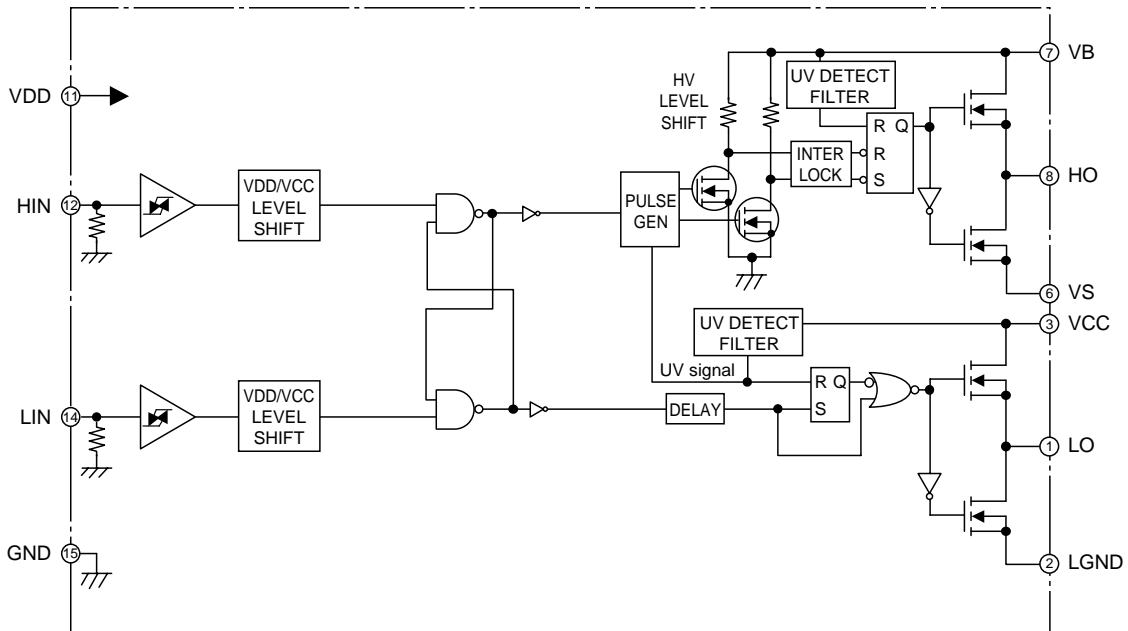 VDD
11
HIN
12
VDD/VCC
LEVEL
SHIFT
LIN
14
VDD/VCC
LEVEL
SHIFT
GND
15
PULSE
GEN
HV
LEVEL
SHIFT
UV DETECT
FILTER
INTER
LOCK
R Q
R
S
7 VB
8 HO
6 VS
3 VCC
UV DETECT
FILTER
UV signal
DELAY
R Q
S
1 LO
2 LGND